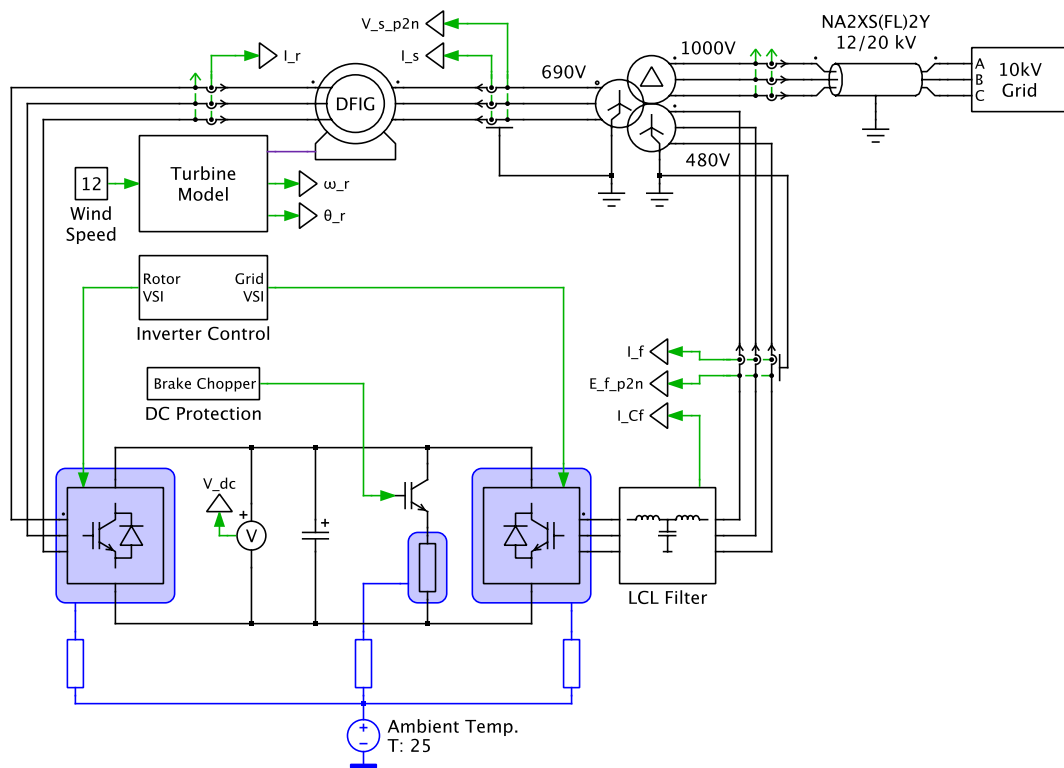 V_s_p2n
I_r
I_s
690V
1000V
NA2XS(FL)2Y
12/20 kV
A
B
C
10kV
Grid
DFIG
480V
12
Wind
Speed
Turbine
Model
ω_r
θ_r
Rotor
VSI
Grid
VSI
Inverter Control
I_f
E_f_p2n
I_Cf
Brake Chopper
DC Protection
V_dc
+
V
+
LCL Filter
+
−
Ambient Temp.
T: 25